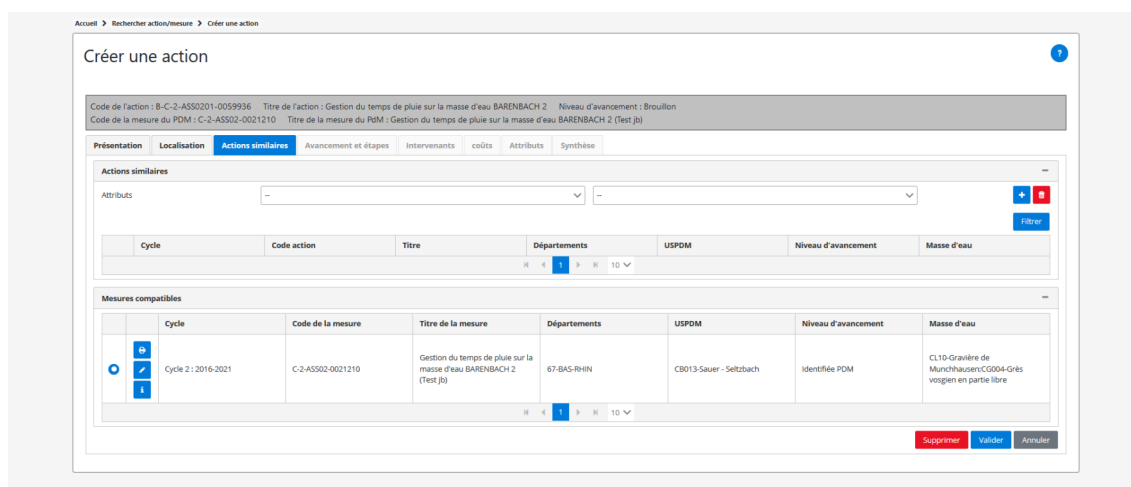 Accueil > Rechercher action/mesure > Créer une action
Créer une action
?
Code de l'action : B-C-2-ASS0201-0059936 Titre de l'action : Gestion du temps de pluie sur la masse d'eau BARENBACH 2 Niveau d'avancement : Brouillon
Code de la mesure du PDM : C-2-ASS02-0021210 Titre de la mesure du PdM : Gestion du temps de pluie sur la masse d'eau BARENBACH 2 (Test jb)
Présentation Localisation Actions similaires Avancement et étapes Intervenants coûts Attributs Synthèse
Actions similaires
Attributs -- --
Filtrer
Cycle Code action Titre Départements USPDM Niveau d'avancement Masse d'eau
1 10
Mesures compatibles
Cycle Code de la mesure Titre de la mesure Départements USPDM Niveau d'avancement Masse d'eau
Cycle 2 : 2016-2021 C-2-ASS02-0021210 Gestion du temps de pluie sur la masse d'eau BARENBACH 2 (Test jb) 67-BAS-RHIN CB013-Sauer - Seltzbach Identifiée PDM CL10-Gravière de Munchhausen:CG004-Grès vosgien en partie libre
1 10
Supprimer Valider Annuler